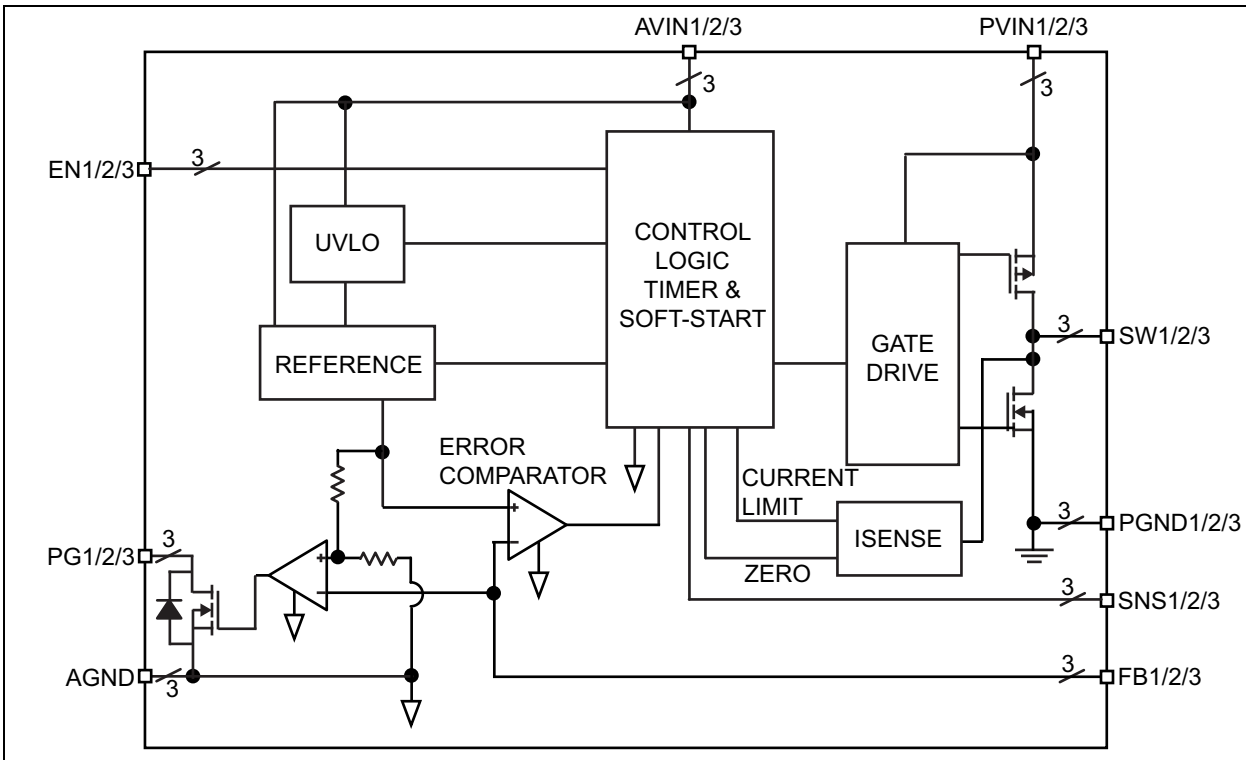 AVIN1/2/3
PVIN1/2/3
3
3
EN1/2/3
3
UVLO
CONTROL
LOGIC
TIMER &
SOFT-START
GATE
DRIVE
3
SW1/2/3
REFERENCE
ERROR
COMPARATOR
+
–
CURRENT
LIMIT
ISENSE
ZERO
3
PGND1/2/3
PG1/2/3
3
+
–
3
SNS1/2/3
AGND
3
3
FB1/2/3